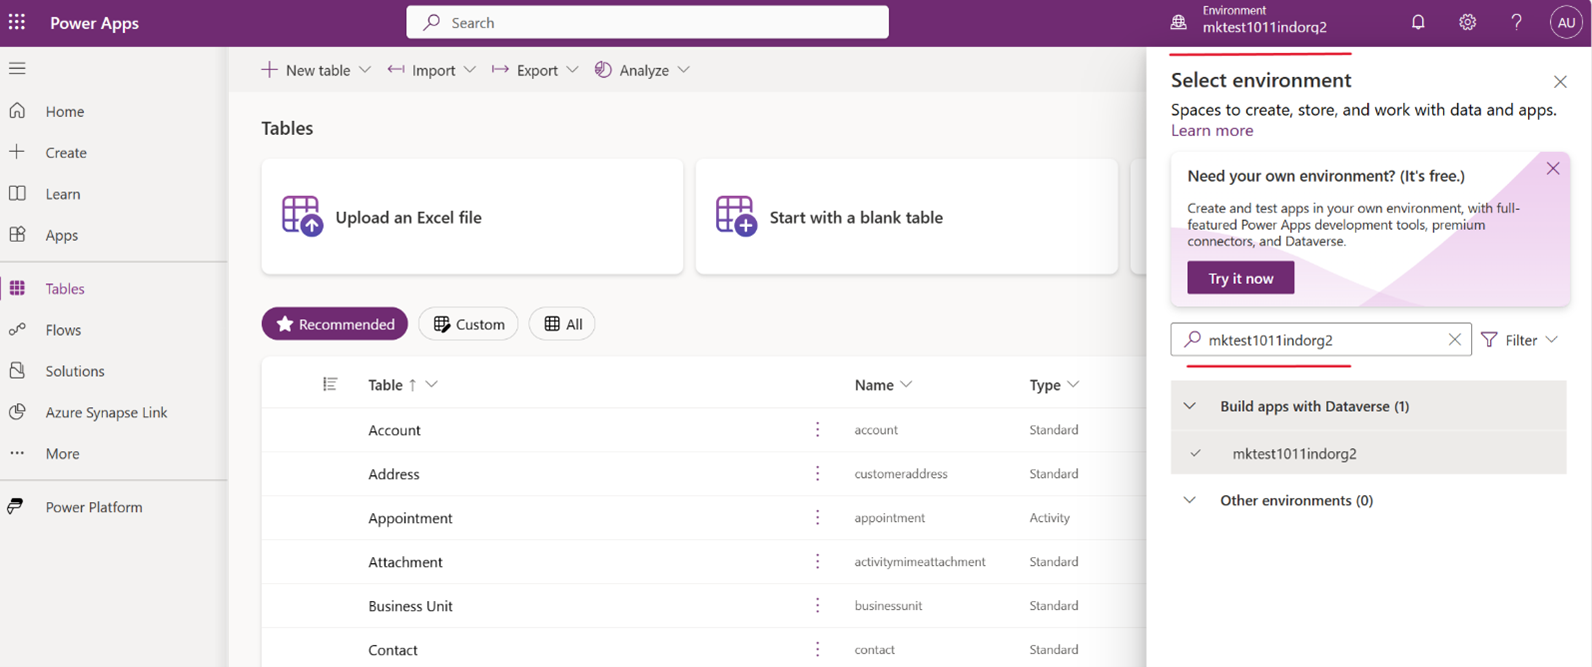 Power Apps
Search
Environment
mktest1011indorg2
?
AU
Home
Create
Learn
Apps
Tables
Flows
Solutions
Azure Synapse Link
More
Power Platform
New table
Import
Export
Analyze
Tables
Upload an Excel file
Start with a blank table
Recommended
Custom
All
Table ↑ Name Type
Account account Standard
Address customeraddress Standard
Appointment appointment Activity
Attachment activitymimeattachment Standard
Business Unit businessunit Standard
Contact contact Standard
Select environment
Spaces to create, store, and work with data and apps.
Learn more
Need your own environment? (It's free.)
Create and test apps in your own environment, with full-
featured Power Apps development tools, premium
connectors, and Dataverse.
Try it now
mktest1011indorg2
Filter
Build apps with Dataverse (1)
mktest1011indorg2
Other environments (0)